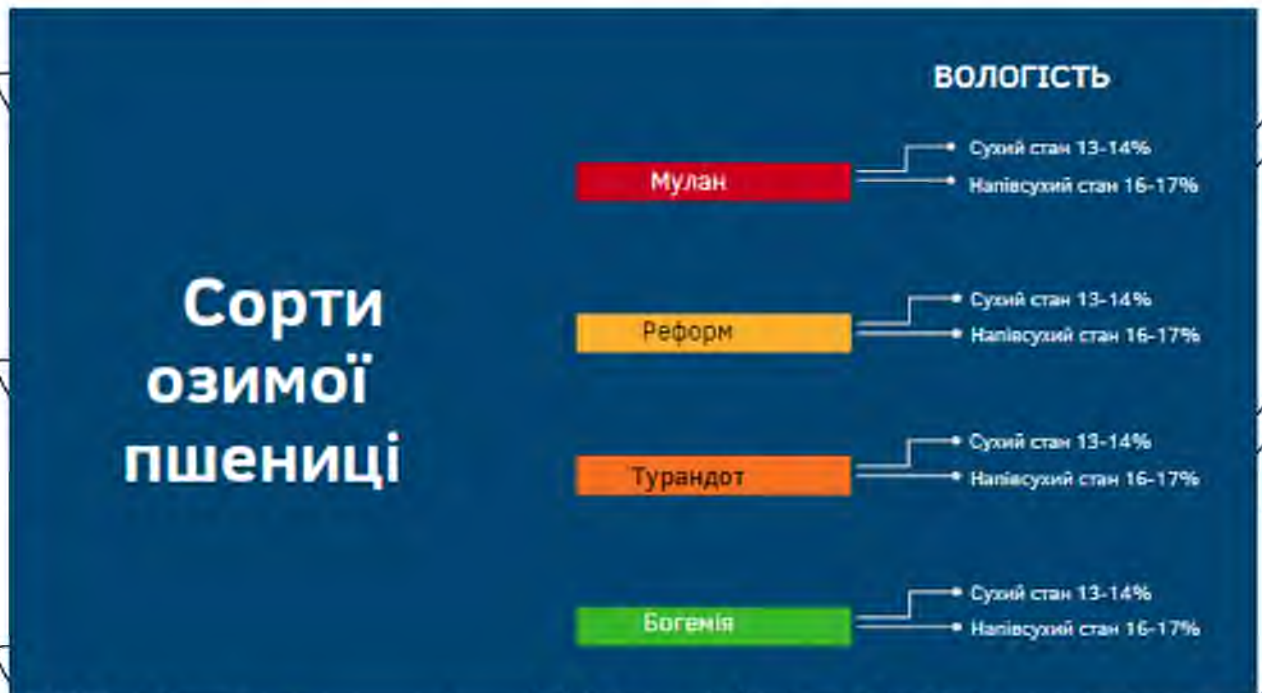 ВОЛОГІСТЬ
Сорти
озимої
пшениці
Мулан
Сухий стан 13-14%
Напівсухий стан 16-17%
Реформ
Сухий стан 13-14%
Напівсухий стан 16-17%
Турандот
Сухий стан 13-14%
Напівсухий стан 16-17%
Богемія
Сухий стан 13-14%
Напівсухий стан 16-17%